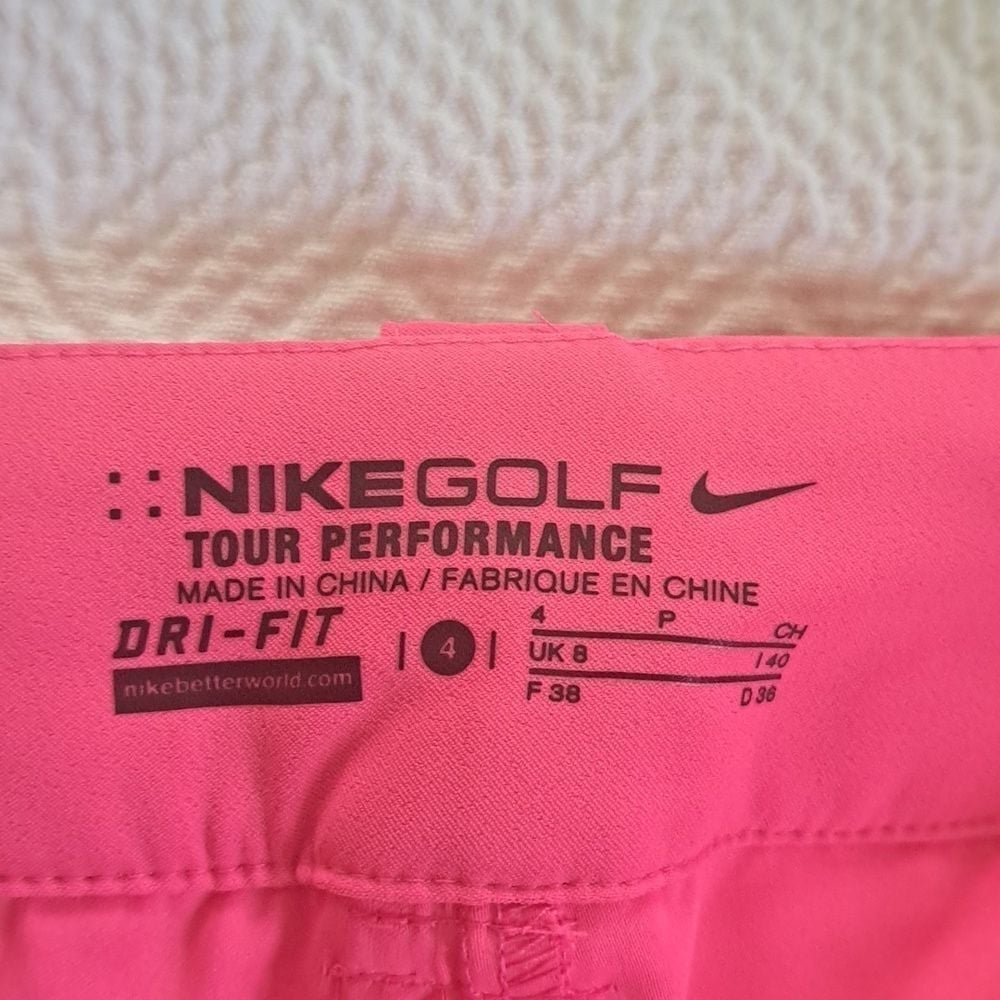 NIKEGOLF
TOUR PERFORMANCE
MADE IN CHINA / FABRIQUE EN CHINE
DRI-FIT
nikebetterworld.com
| 4 |
4 P CH
UK 8 I 40
F 38 D 36